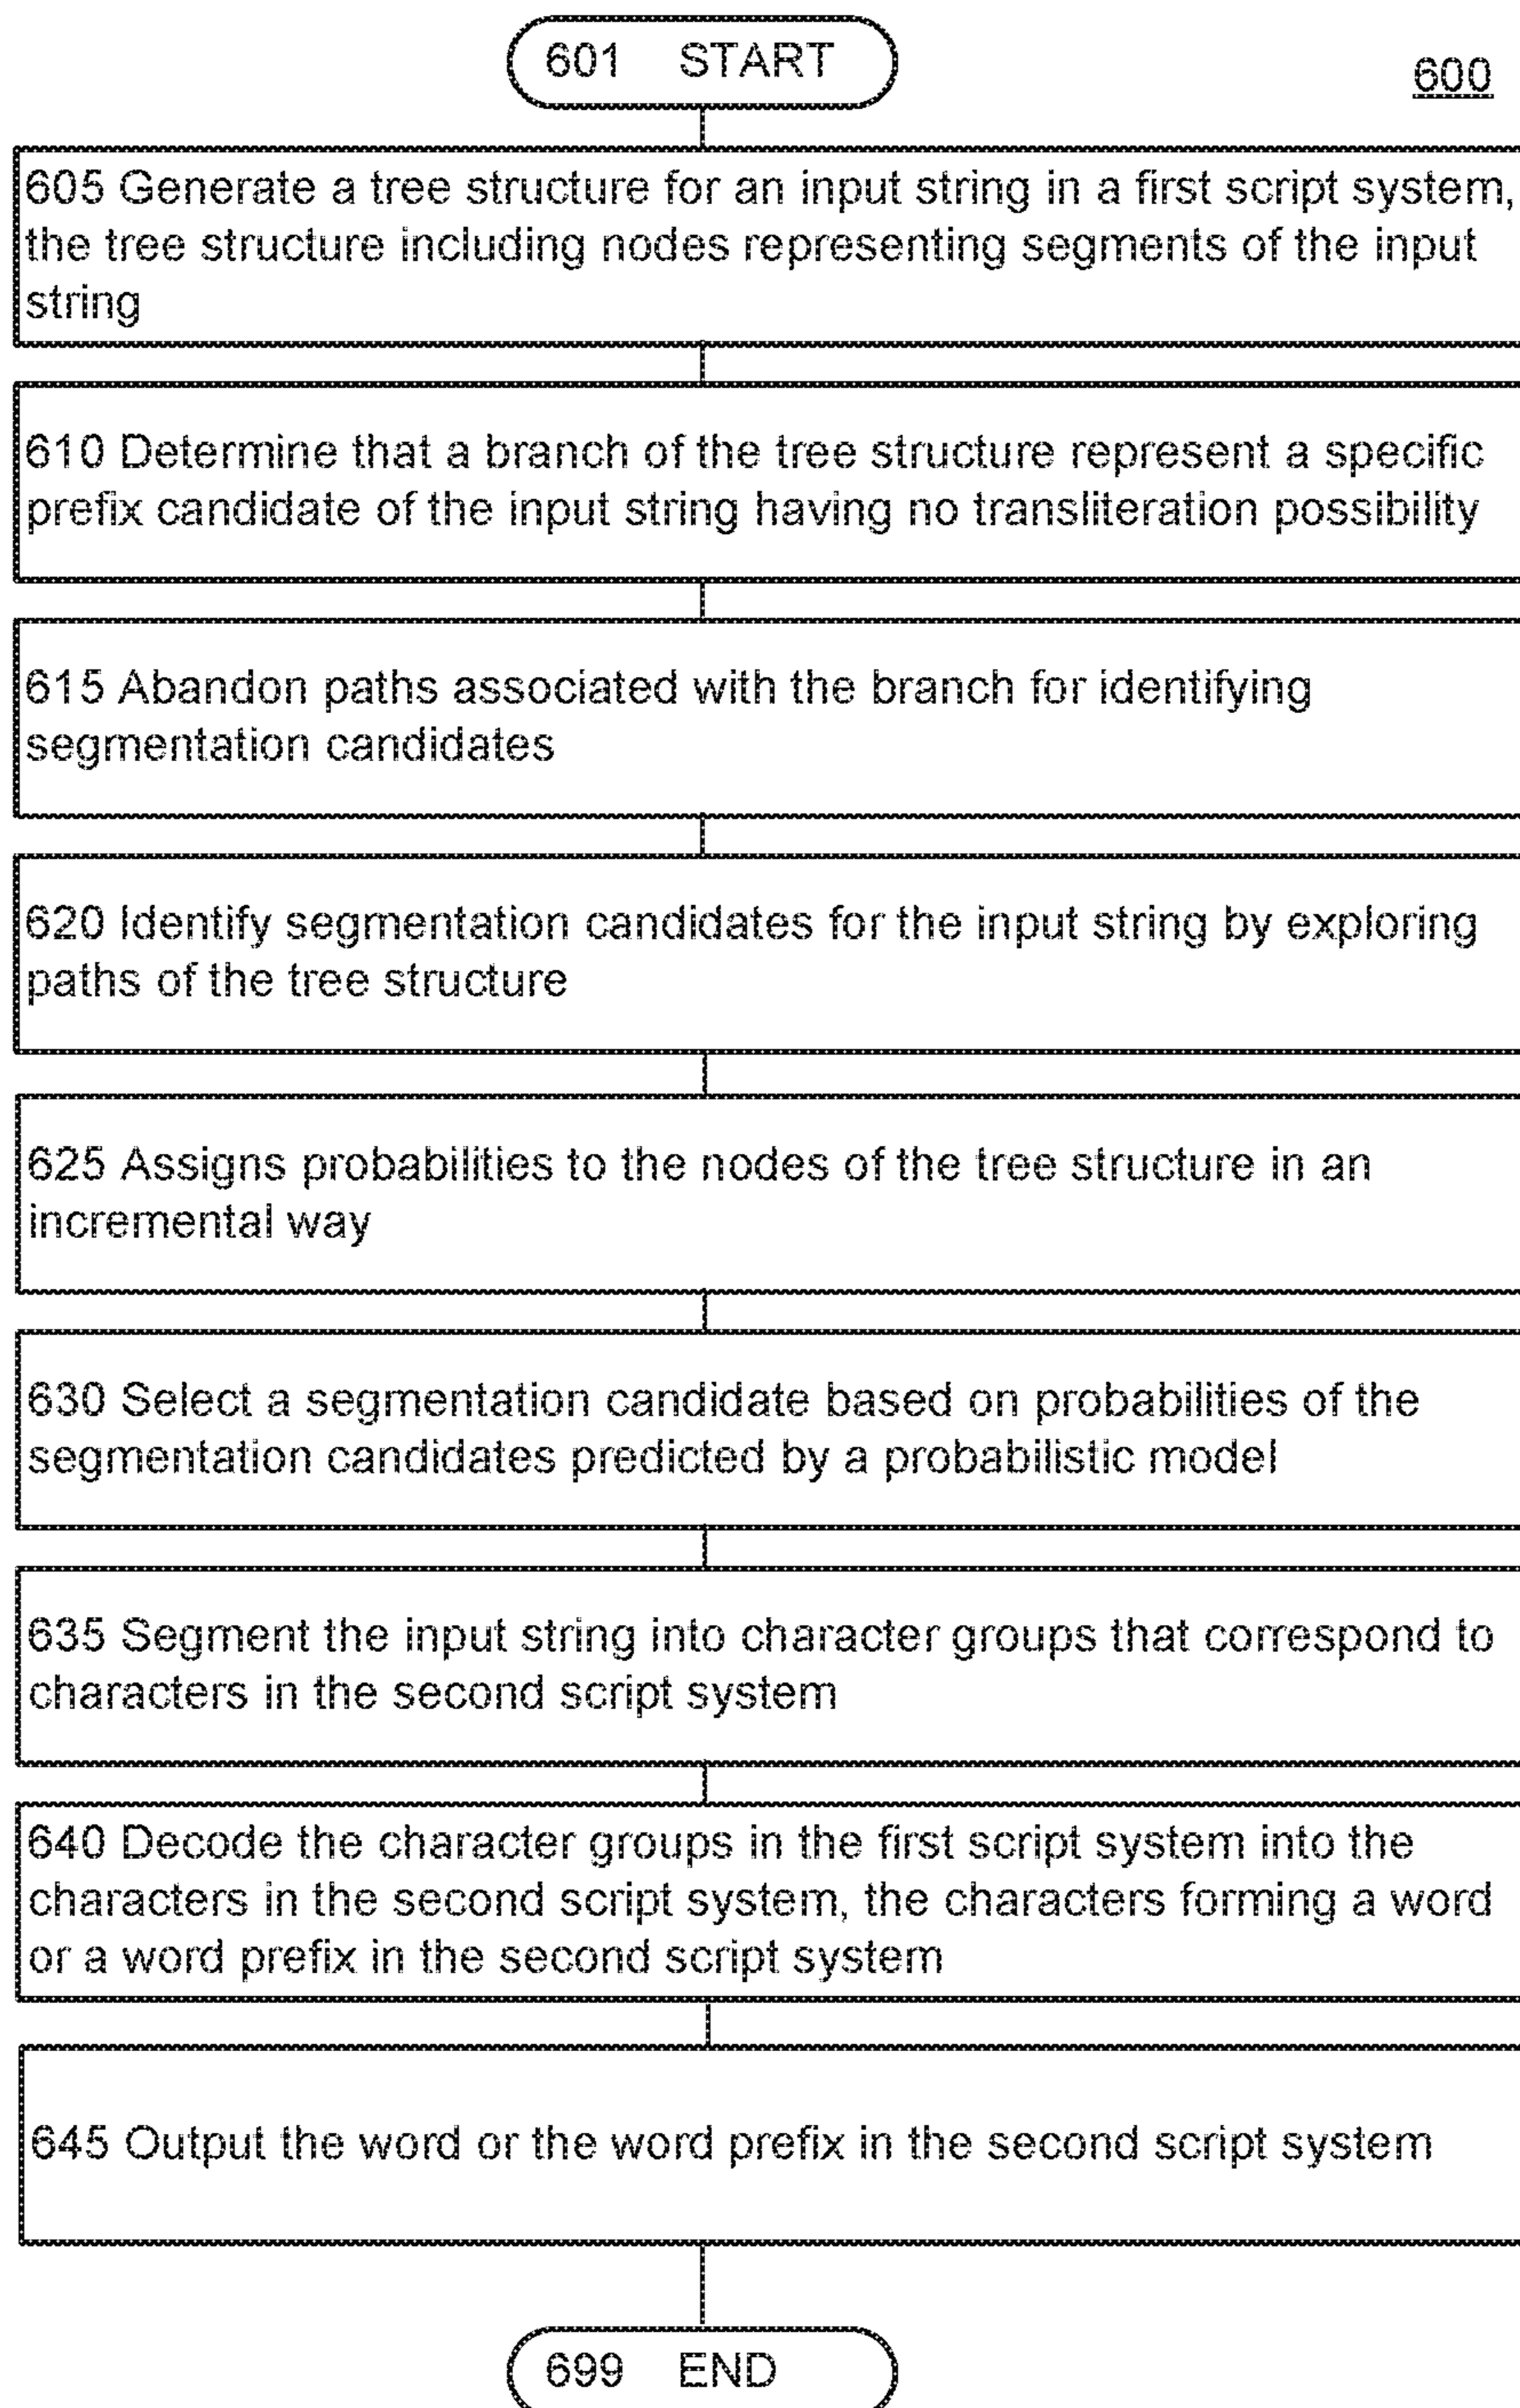 601 START
600
605 Generate a tree structure for an input string in a first script system,
the tree structure including nodes representing segments of the input
string
610 Determine that a branch of the tree structure represent a specific
prefix candidate of the input string having no transliteration possibility
615 Abandon paths associated with the branch for identifying
segmentation candidates
620 Identify segmentation candidates for the input string by exploring
paths of the tree structure
625 Assigns probabilities to the nodes of the tree structure in an
incremental way
630 Select a segmentation candidate based on probabilities of the
segmentation candidates predicted by a probabilistic model
635 Segment the input string into character groups that correspond to
characters in the second script system
640 Decode the character groups in the first script system into the
characters in the second script system, the characters forming a word
or a word prefix in the second script system
645 Output the word or the word prefix in the second script system
699 END